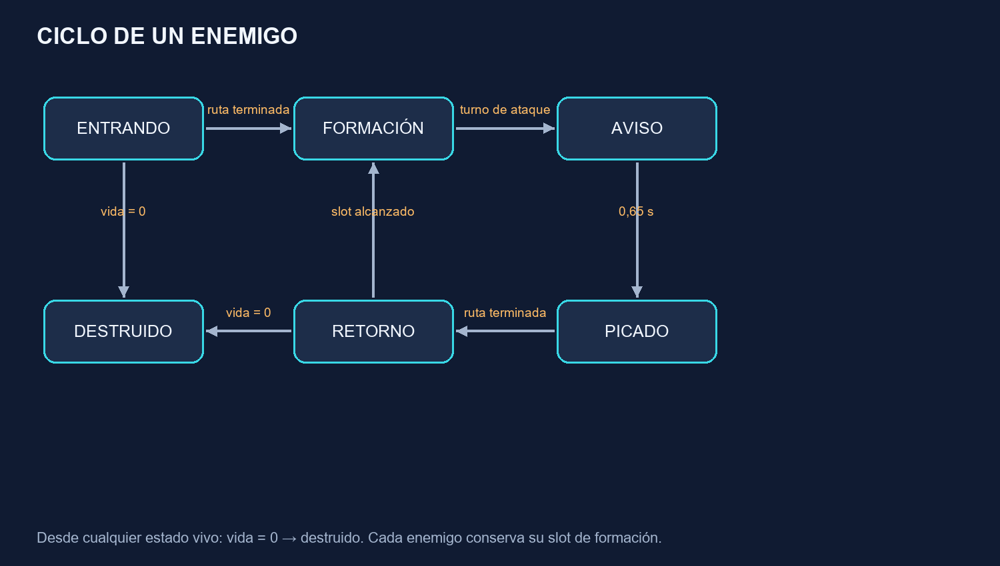 CICLO DE UN ENEMIGO
ruta terminada
turno de ataque
ENTRANDO
FORMACIÓN
AVISO
vida = 0
slot alcanzado
0,65 s
vida = 0
ruta terminada
DESTRUIDO
RETORNO
PICADO
Desde cualquier estado vivo: vida = 0 → destruido. Cada enemigo conserva su slot de formación.